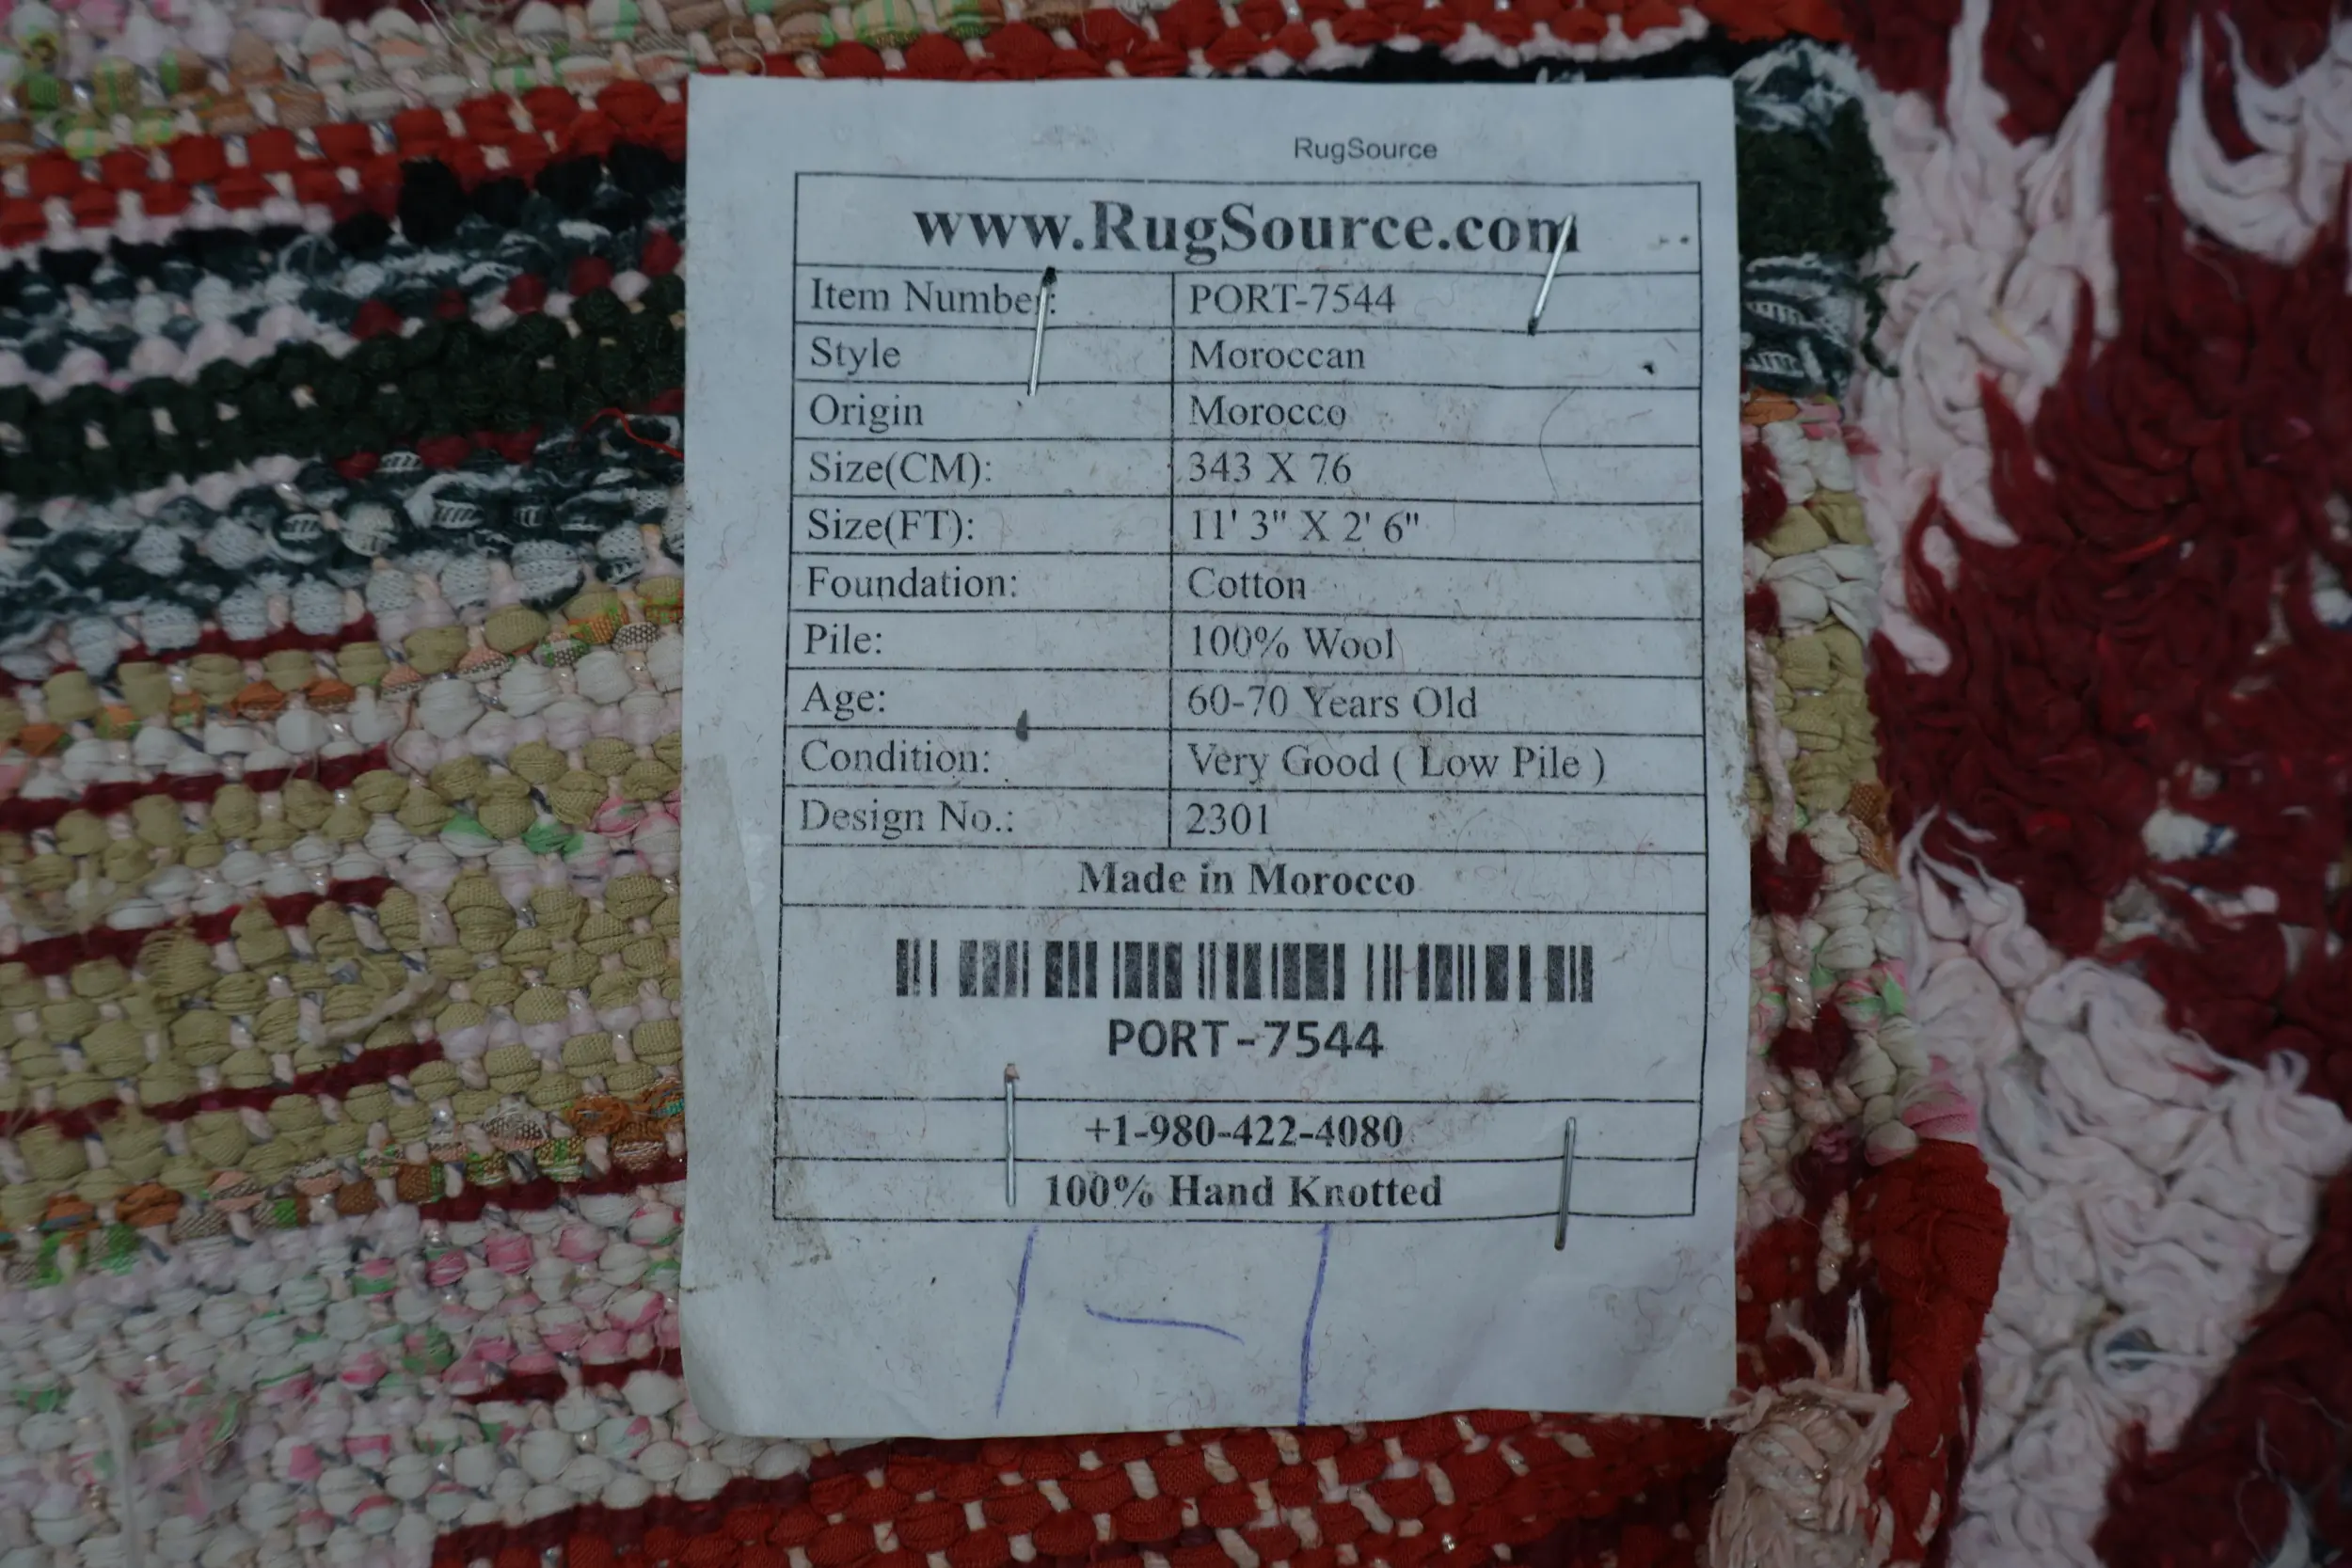 RugSource
www.RugSource.com
Item Number: PORT-7544
Style Moroccan
Origin Morocco
Size(CM): 343 X 76
Size(FT): 11' 3" X 2' 6"
Foundation: Cotton
Pile: 100% Wool
Age: 60-70 Years Old
Condition: Very Good ( Low Pile )
Design No.: 2301
Made in Morocco
PORT-7544
+1-980-422-4080
100% Hand Knotted
1-1